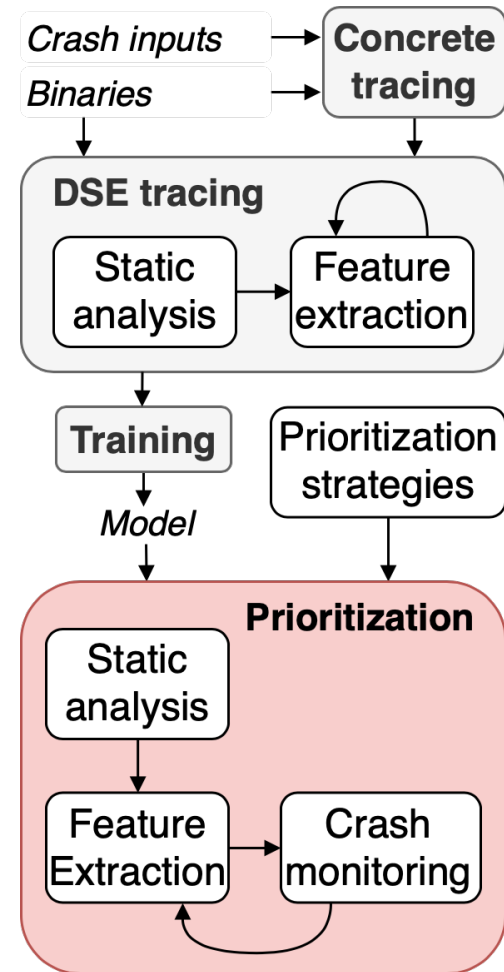 Crash inputs
Binaries
Concrete
tracing
DSE tracing
Static
analysis
Feature
extraction
Training
Model
Prioritization
strategies
Prioritization
Static
analysis
Feature
Extraction
Crash
monitoring